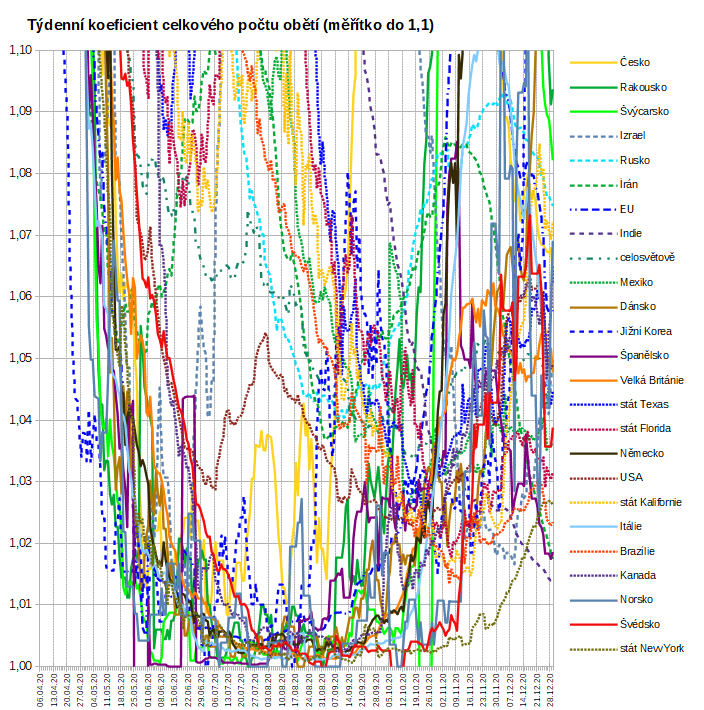 Týdenní koeficient celkového počtu obětí (měřítko do 1,1)
1,10
1,09
1,08
1,07
1,06
1,05
1,04
1,03
1,02
1,01
1,00
06.04.20
13.04.20
20.04.20
27.04.20
04.05.20
11.05.20
18.05.20
25.05.20
01.06.20
08.06.20
15.06.20
22.06.20
29.06.20
06.07.20
13.07.20
20.07.20
27.07.20
03.08.20
10.08.20
17.08.20
24.08.20
31.08.20
07.09.20
14.09.20
21.09.20
28.09.20
05.10.20
12.10.20
19.10.20
26.10.20
02.11.20
09.11.20
16.11.20
23.11.20
30.11.20
07.12.20
14.12.20
21.12.20
28.12.20
Česko
Rakousko
Švýcarsko
Izrael
Rusko
Írán
EU
Indie
celosvětově
Mexiko
Dánsko
Jižní Korea
Španělsko
Velká Británie
stát Texas
stát Florida
Německo
USA
stát Kalifornie
Itálie
Brazílie
Kanada
Norsko
Švédsko
stát NewYork